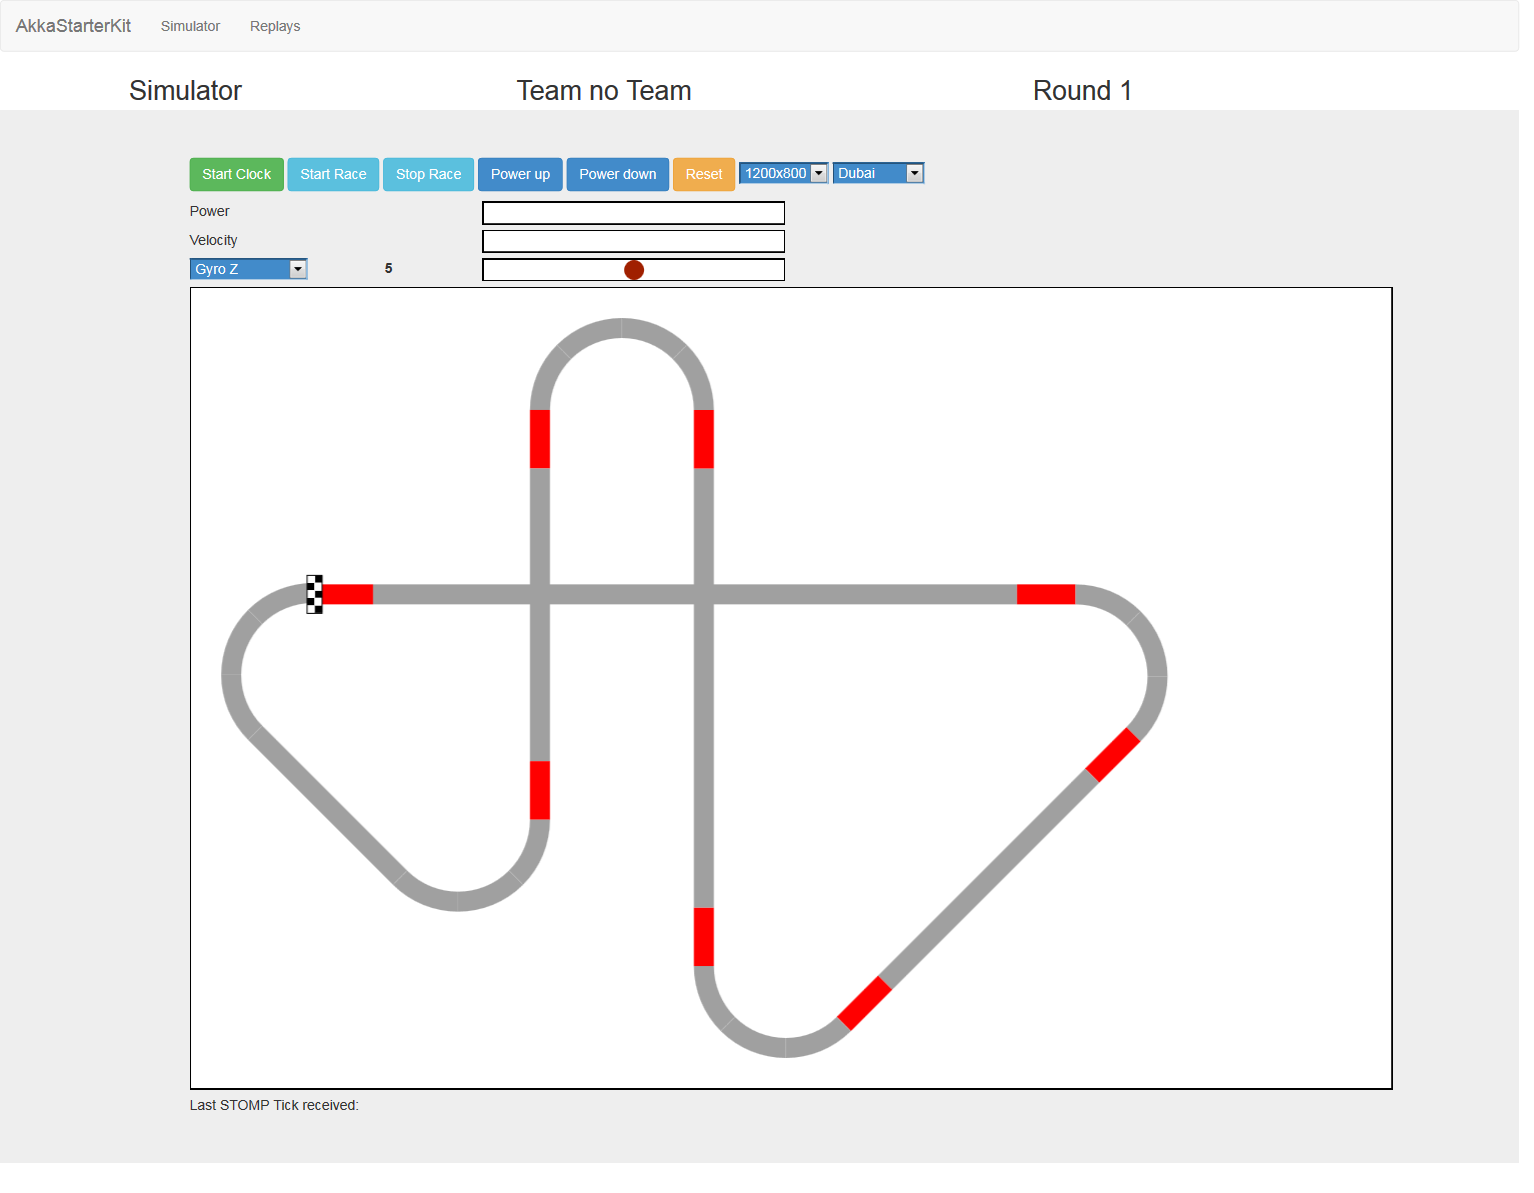 AkkaStarterKit Simulator Replays
Simulator Team no Team Round 1
Start Clock Start Race Stop Race Power up Power down Reset 1200x800 Dubai
Power
Velocity
Gyro Z 5
Last STOMP Tick received: